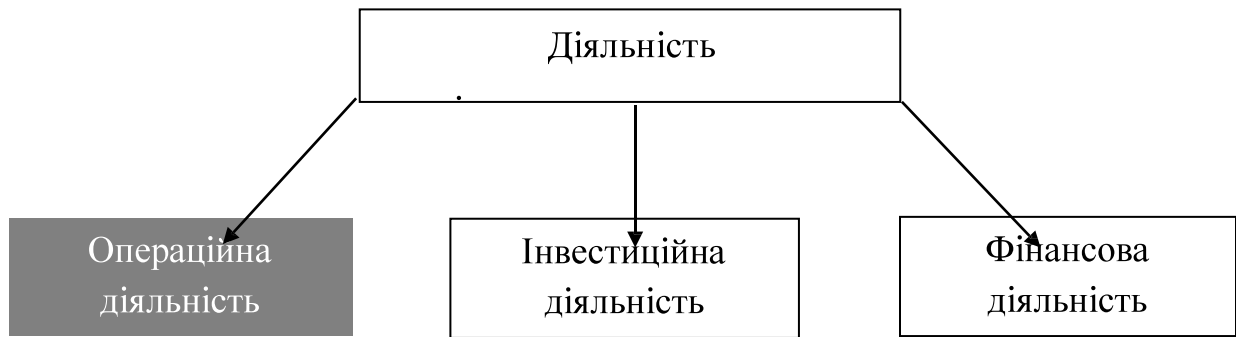 Діяльність
.
Операційна
діяльність
Інвестиційна
діяльність
Фінансова
діяльність